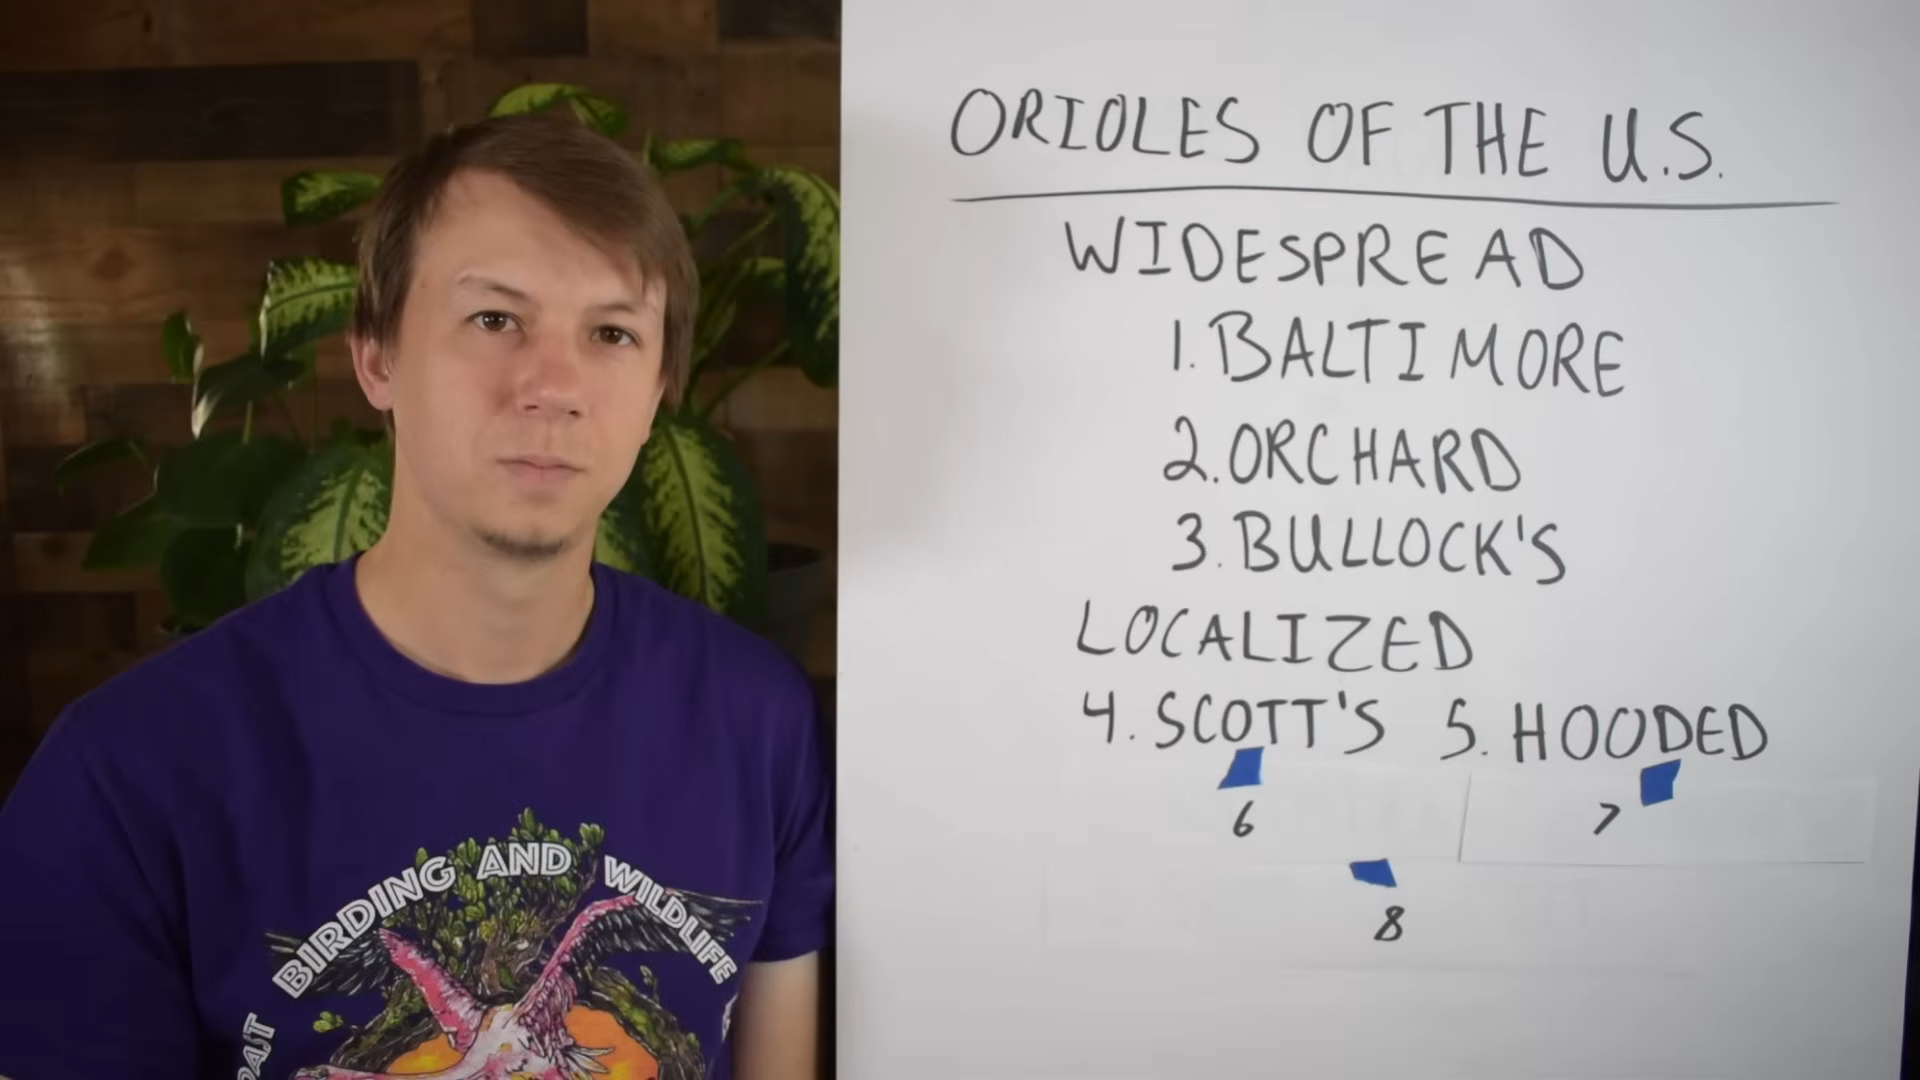 ORIOLES OF THE U.S.
WIDESPREAD
1. BALTIMORE
2. ORCHARD
3. BULLOCK'S
LOCALIZED
4. SCOTT'S 5. HOODED
6 7
8
BIRDING AND WILDLIFE